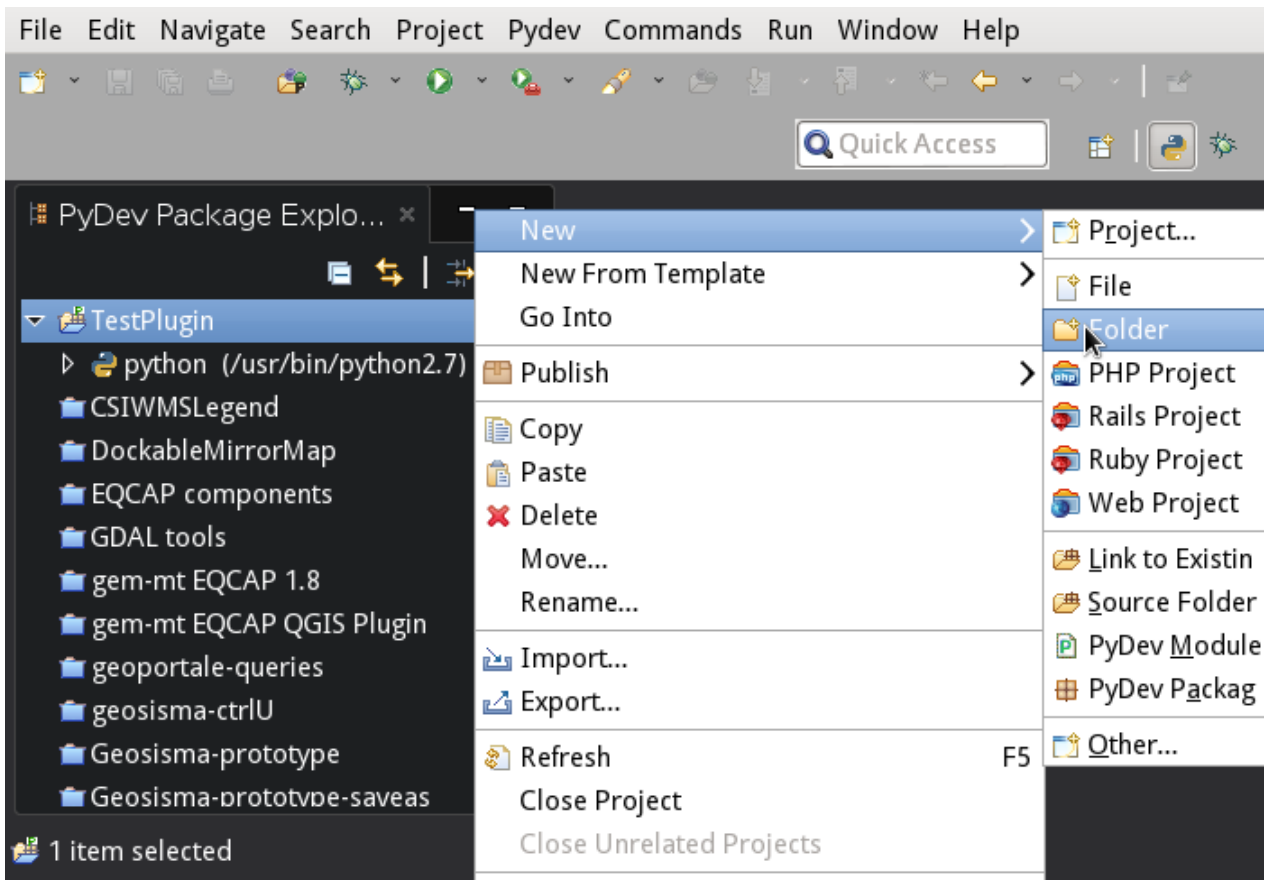 File Edit Navigate Search Project Pydev Commands Run Window Help
Quick Access
PyDev Package Explo...
TestPlugin
python (/usr/bin/python2.7)
CSIWMSLegend
DockableMirrorMap
EQCAP components
GDAL tools
gem-mt EQCAP 1.8
gem-mt EQCAP QGIS Plugin
geoportale-queries
geosisma-ctrlU
Geosisma-prototype
Geosisma-prototype-saveas
1 item selected
New
New From Template
Go Into
Publish
Copy
Paste
Delete
Move...
Rename...
Import...
Export...
Refresh F5
Close Project
Close Unrelated Projects
Project...
File
Folder
PHP Project
Rails Project
Ruby Project
Web Project
Link to Existin
Source Folder
PyDev Module
PyDev Packag
Other...